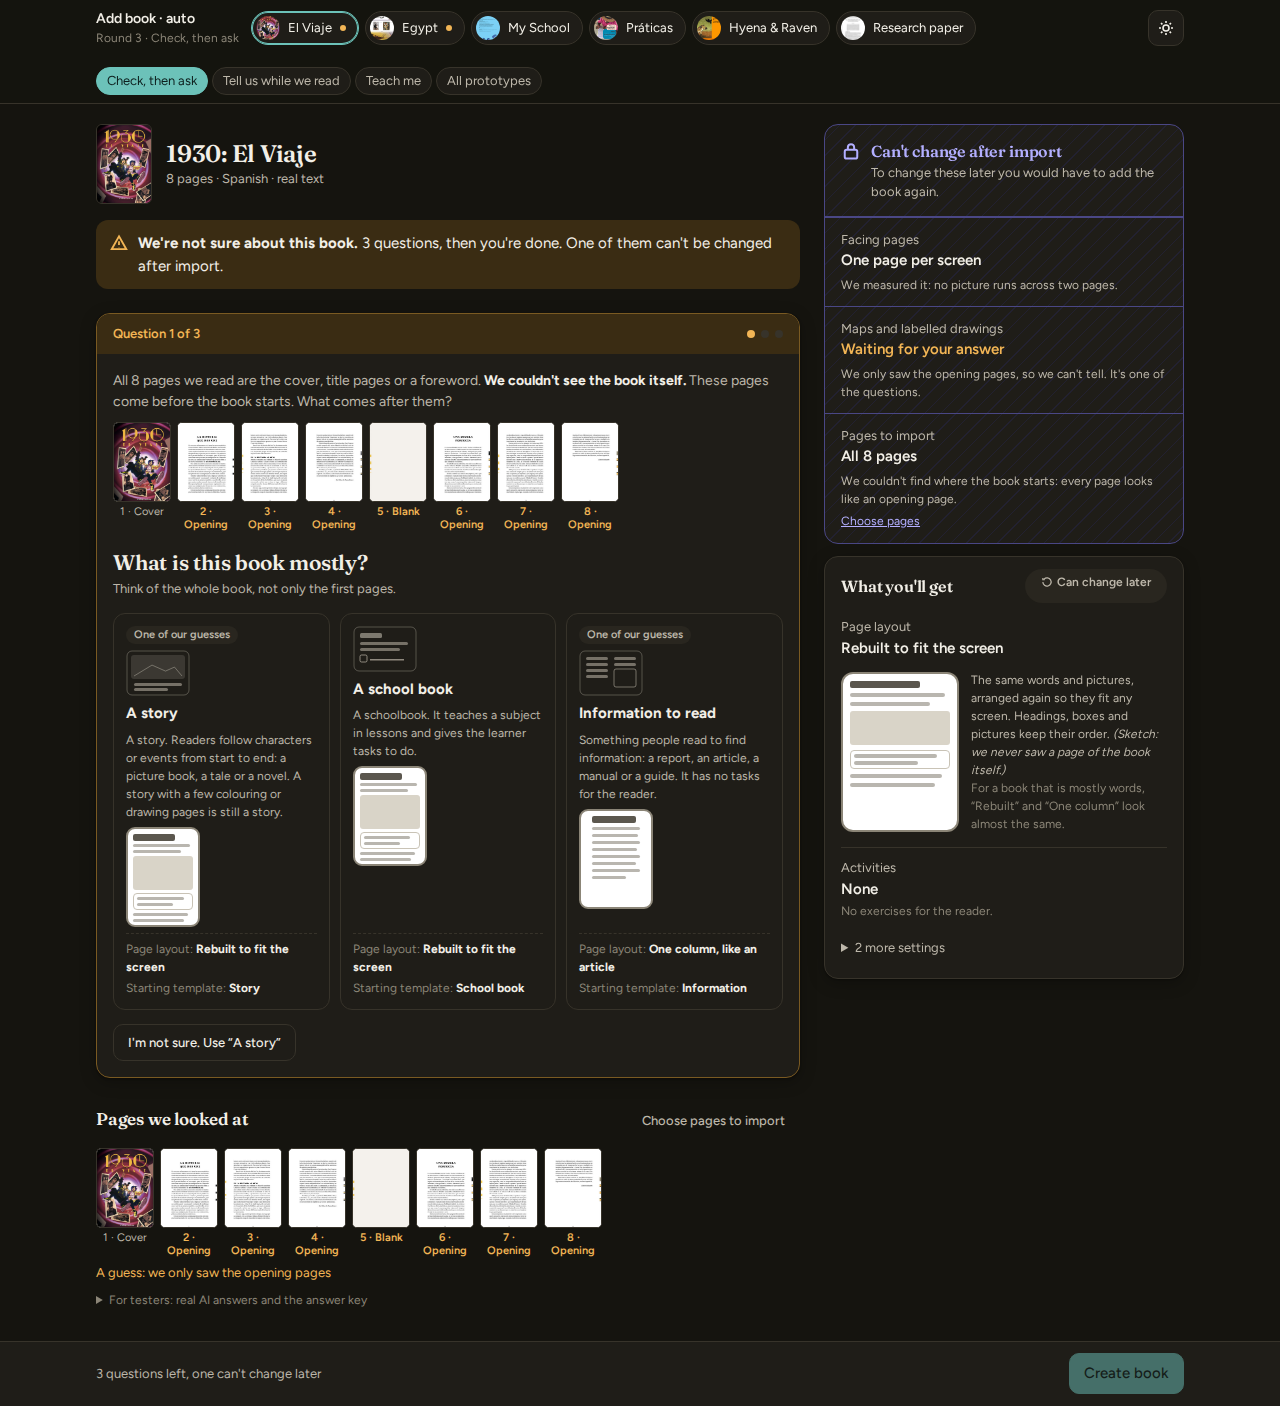 Add book · auto
Round 3 · Check, then ask
El Viaje
Egypt
My School
Práticas
Hyena & Raven
Research paper
Check, then ask
Tell us while we read
Teach me
All prototypes
1930: El Viaje
8 pages · Spanish · real text
We're not sure about this book. 3 questions, then you're done. One of them can't be changed
after import.
Question 1 of 3
All 8 pages we read are the cover, title pages or a foreword. We couldn't see the book itself. These pages
come before the book starts. What comes after them?
1930
EL VIAJE
1 · Cover
2 ·
Opening
3 ·
Opening
4 ·
Opening
5 · Blank
6 ·
Opening
7 ·
Opening
8 ·
Opening
What is this book mostly?
Think of the whole book, not only the first pages.
One of our guesses
A story
A story. Readers follow characters
or events from start to end: a
picture book, a tale or a novel. A
story with a few colouring or
drawing pages is still a story.
Page layout: Rebuilt to fit the
screen
Starting template: Story
A school book
A schoolbook. It teaches a subject
in lessons and gives the learner
tasks to do.
Page layout: Rebuilt to fit the
screen
Starting template: School book
One of our guesses
Information to read
Something people read to find
information: a report, an article, a
manual or a guide. It has no tasks
for the reader.
Page layout: One column, like an
article
Starting template: Information
I'm not sure. Use “A story”
Pages we looked at
Choose pages to import
1930
EL VIAJE
1 · Cover
2 ·
Opening
3 ·
Opening
4 ·
Opening
5 · Blank
6 ·
Opening
7 ·
Opening
8 ·
Opening
A guess: we only saw the opening pages
For testers: real AI answers and the answer key
Can't change after import
To change these later you would have to add the
book again.
Facing pages
One page per screen
We measured it: no picture runs across two pages.
Maps and labelled drawings
Waiting for your answer
We only saw the opening pages, so we can't tell. It's one of
the questions.
Pages to import
All 8 pages
We couldn't find where the book starts: every page looks
like an opening page.
Choose pages
What you'll get
Can change later
Page layout
Rebuilt to fit the screen
The same words and pictures,
arranged again so they fit any
screen. Headings, boxes and
pictures keep their order. (Sketch:
we never saw a page of the book
itself.)
For a book that is mostly words,
“Rebuilt” and “One column” look
almost the same.
Activities
None
No exercises for the reader.
2 more settings
3 questions left, one can't change later
Create book